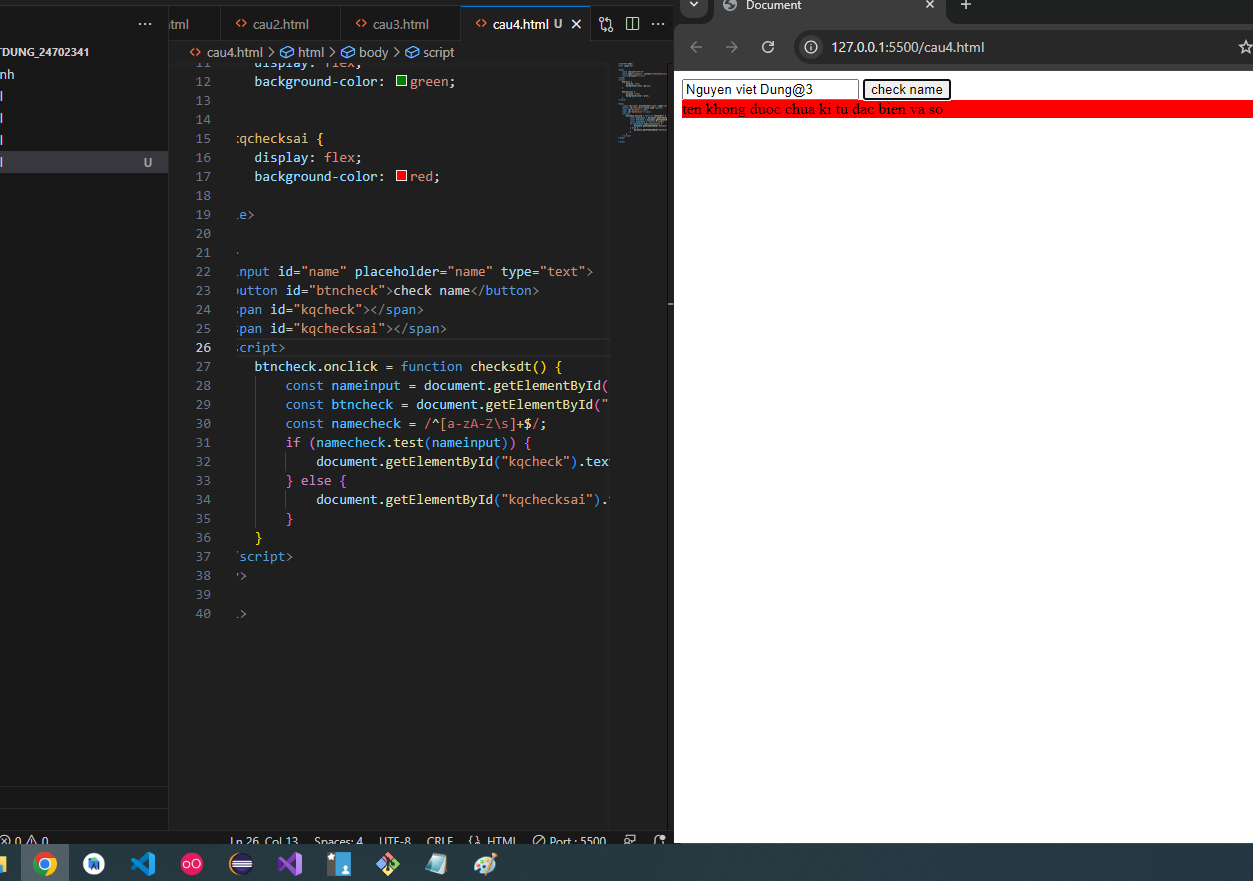 tml
cau2.html
cau3.html
cau4.html U
Document
TDUNG_24702341
cau4.html > html > body > script
127.0.0.1:5500/cau4.html
nh
l
l
l
l U
11 display: flex;
12 background-color: green;
13
14
15 qchecksai {
16 display: flex;
17 background-color: red;
18
19 e>
20
21
22 nput id="name" placeholder="name" type="text">
23 utton id="btncheck">check name</button>
24 pan id="kqcheck"></span>
25 pan id="kqchecksai"></span>
26 cript>
27 btncheck.onclick = function checksdt() {
28 const nameinput = document.getElementById(
29 const btncheck = document.getElementById("
30 const namecheck = /^[a-zA-Z\s]+$/;
31 if (namecheck.test(nameinput)) {
32 document.getElementById("kqcheck").tex
33 } else {
34 document.getElementById("kqchecksai").
35 }
36 }
37 script>
38 >
39
40 >
Nguyen viet Dung@3
check name
ten khong duoc chua ki tu dac bien va so
0 0
Ln 26, Col 13 Spaces: 4 UTF-8 CRLF {} HTML Port : 5500